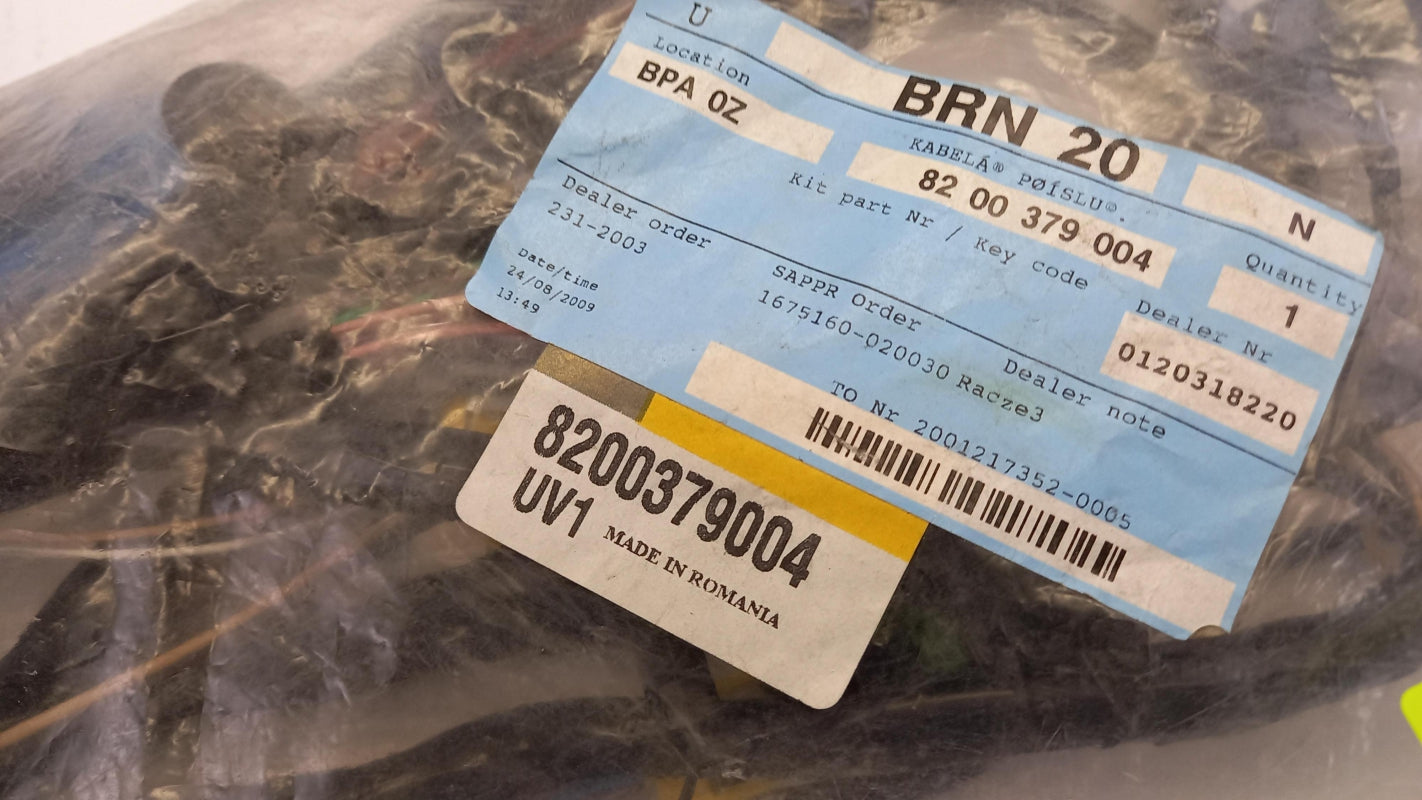 U
BRN 20
N
Location
BPA 0Z
KABELÁ® PØÍSLU©.
82 00 379 004
Kit part Nr / Key code
Quantity
1
Dealer order
231-2003
SAPPR Order
1675160-020030
Dealer Nr
0120318220
Dealer note
Racze3
Date/time
24/08/2009
13:49
TO Nr 2001217352-0005
8200379004
UV1 MADE IN ROMANIA